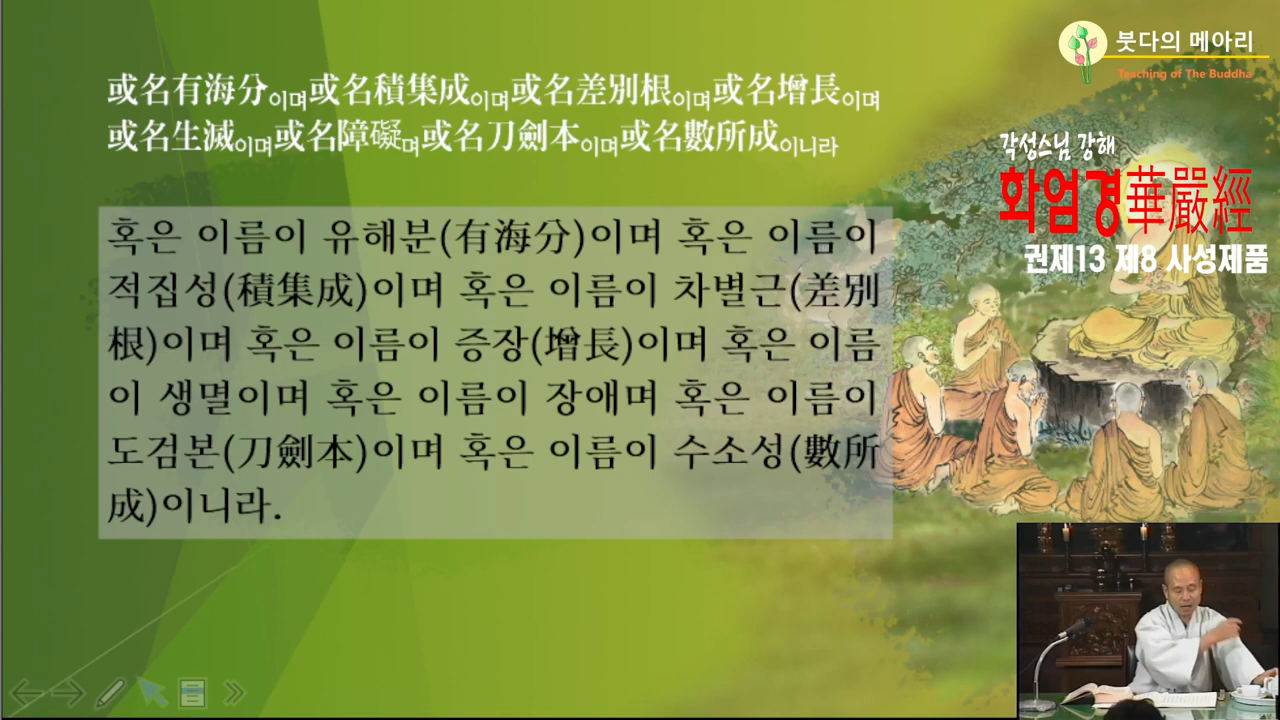 或名有海分이며或名積集成이며或名差別根이며或名增長이며
或名生滅이며或名障礙며或名刀劍本이며或名數所成이니라
혹은 이름이 유해분(有海分)이며 혹은 이름이
적집성(積集成)이며 혹은 이름이 차별근(差別
根)이며 혹은 이름이 증장(增長)이며 혹은 이름
이 생멸이며 혹은 이름이 장애며 혹은 이름이
도검본(刀劍本)이며 혹은 이름이 수소성(數所
成)이니라.
붓다의 메아리
Teaching of The Buddha
각성스님 강해
화엄경華嚴經
권제13 제8 사성제품